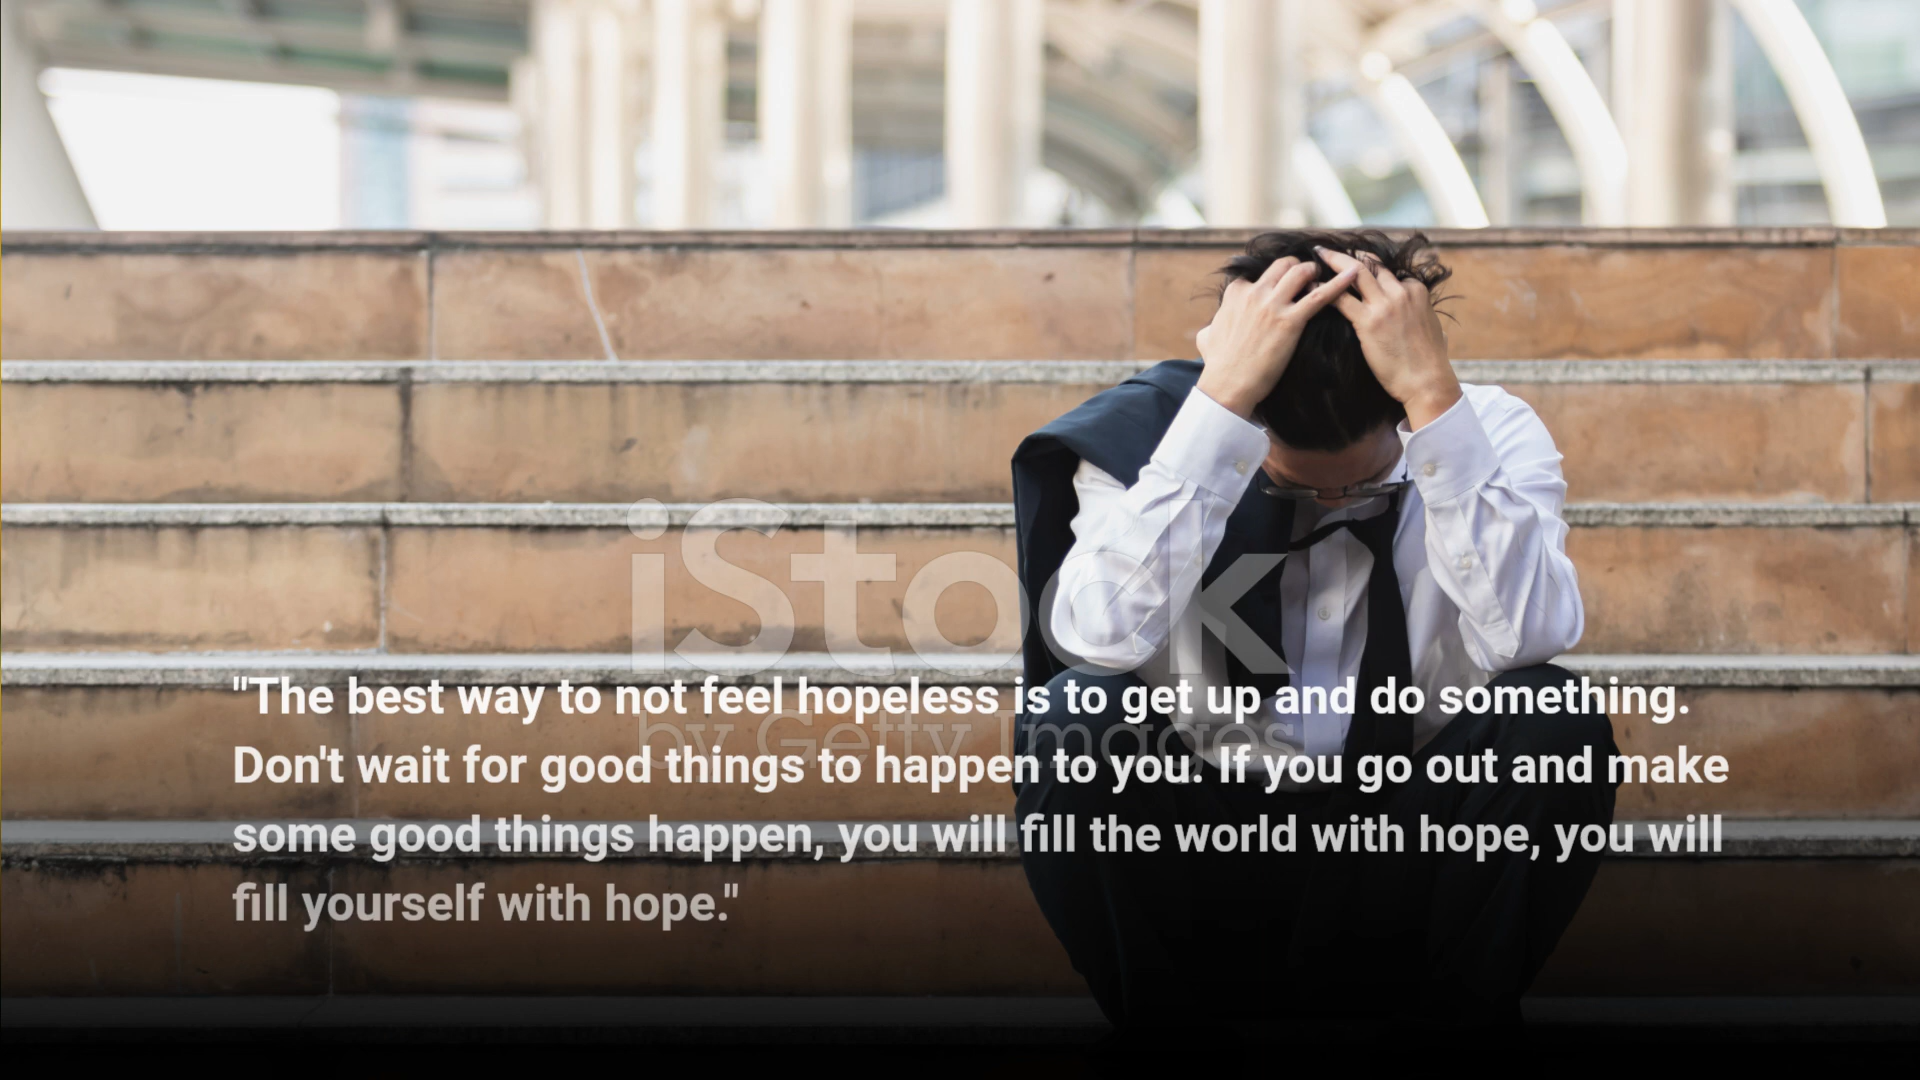 iStock
by Getty Images
"The best way to not feel hopeless is to get up and do something.
Don't wait for good things to happen to you. If you go out and make
some good things happen, you will fill the world with hope, you will
fill yourself with hope."